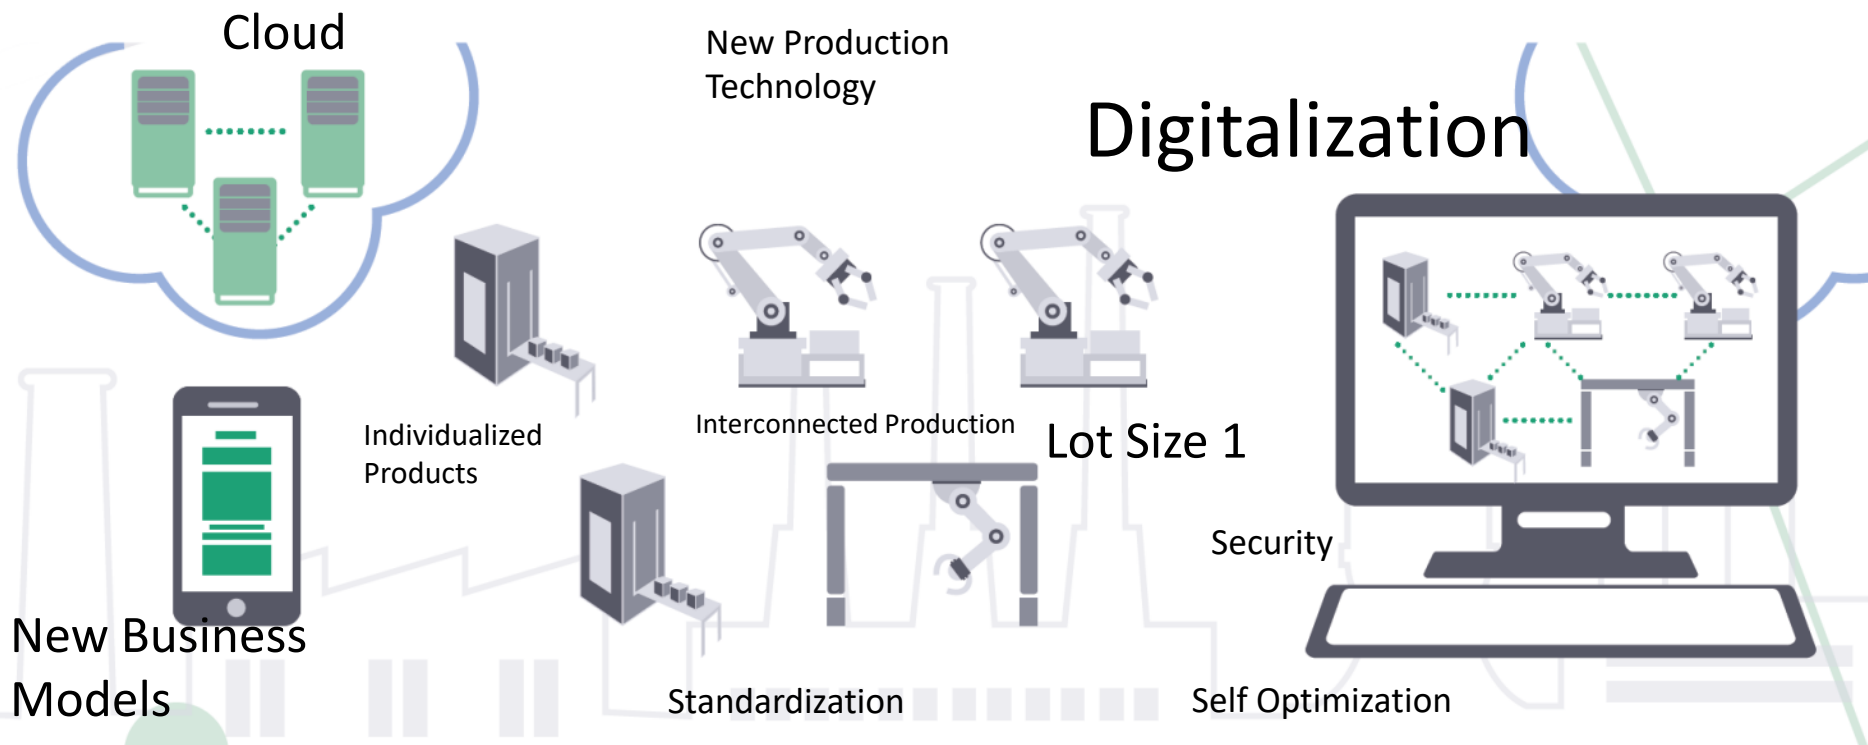 Cloud
New Production
Technology
Digitalization
Individualized
Products
Interconnected Production
Lot Size 1
Security
New Business
Models
Standardization
Self Optimization